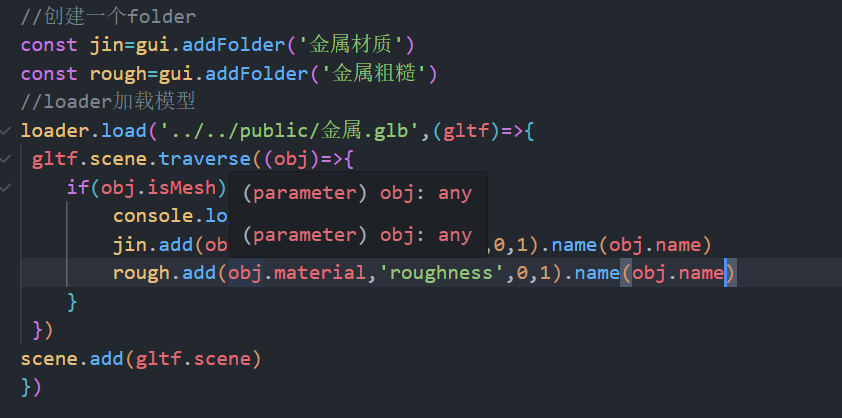 //创建一个folder
const jin=gui.addFolder('金属材质')
const rough=gui.addFolder('金属粗糙')
//loader加载模型
loader.load('../../public/金属.glb',(gltf)=>{
gltf.scene.traverse((obj)=>{
if(obj.isMesh)
(parameter) obj: any
console.lo
(parameter) obj: any
jin.add(ob ,0,1).name(obj.name)
rough.add(obj.material,'roughness',0,1).name(obj.name)
}
})
scene.add(gltf.scene)
})